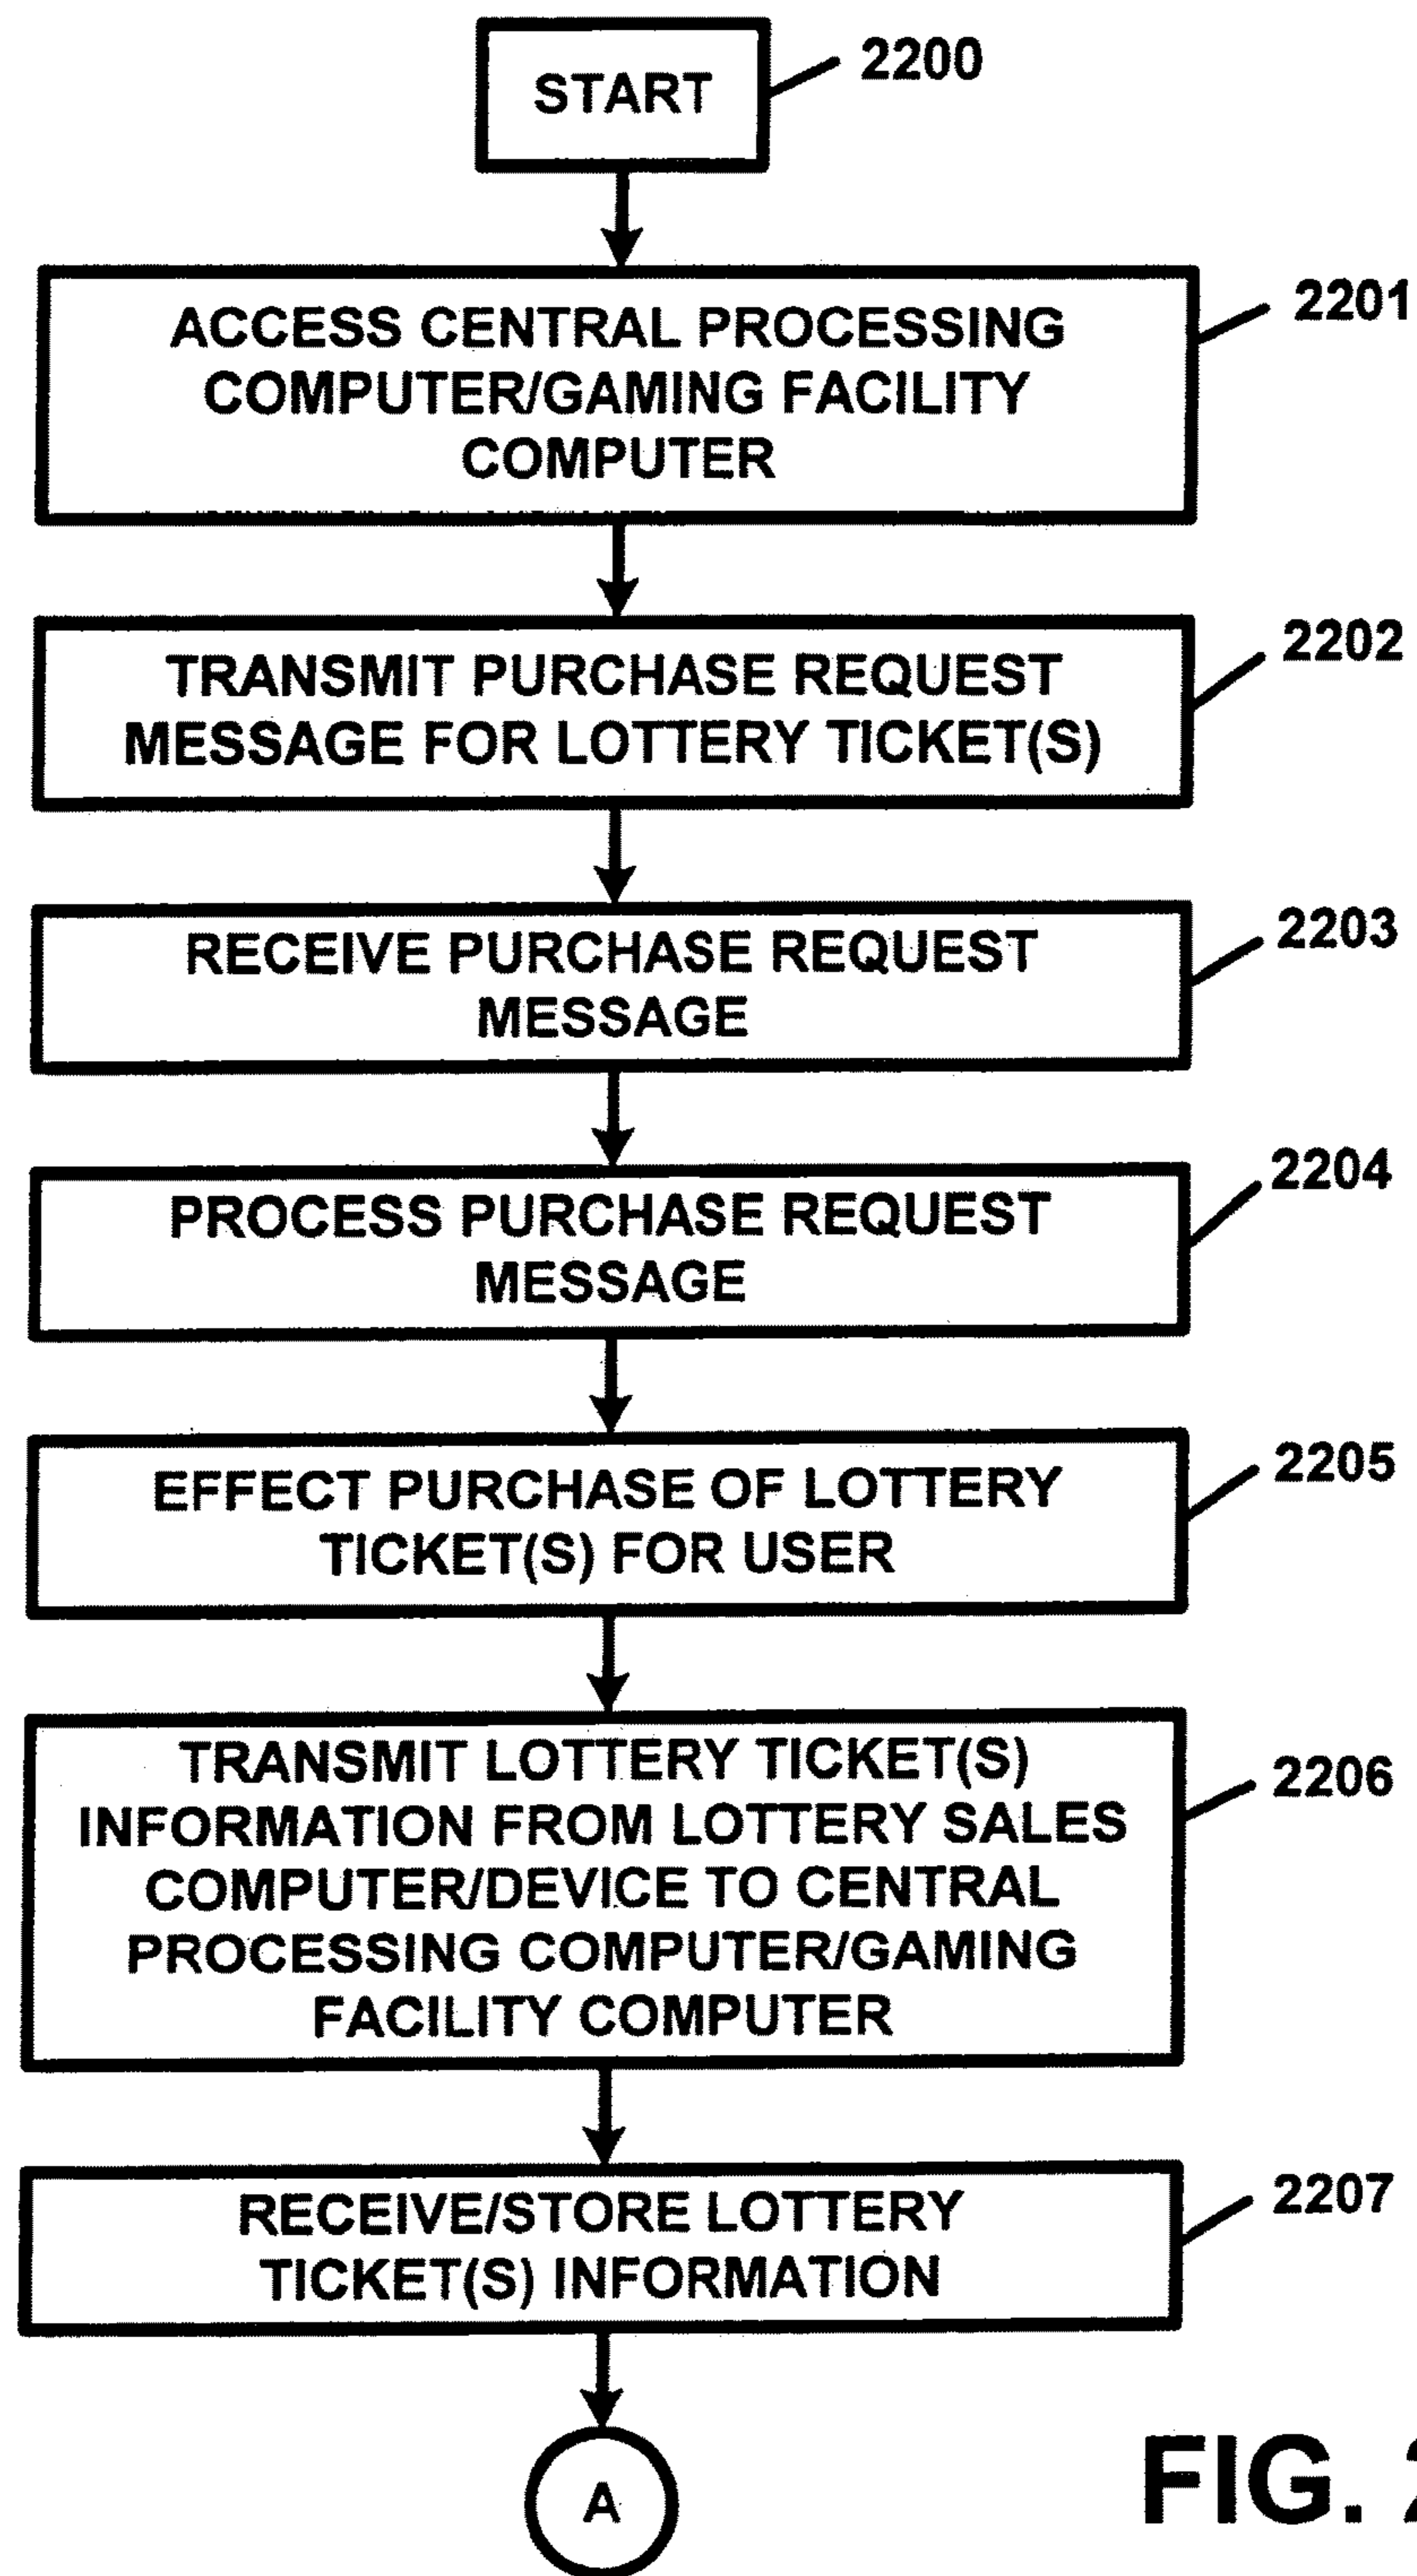 START
2200
ACCESS CENTRAL PROCESSING
COMPUTER/GAMING FACILITY
COMPUTER
2201
TRANSMIT PURCHASE REQUEST
MESSAGE FOR LOTTERY TICKET(S)
2202
RECEIVE PURCHASE REQUEST
MESSAGE
2203
PROCESS PURCHASE REQUEST
MESSAGE
2204
EFFECT PURCHASE OF LOTTERY
TICKET(S) FOR USER
2205
TRANSMIT LOTTERY TICKET(S)
INFORMATION FROM LOTTERY SALES
COMPUTER/DEVICE TO CENTRAL
PROCESSING COMPUTER/GAMING
FACILITY COMPUTER
2206
RECEIVE/STORE LOTTERY
TICKET(S) INFORMATION
2207
A
FIG.